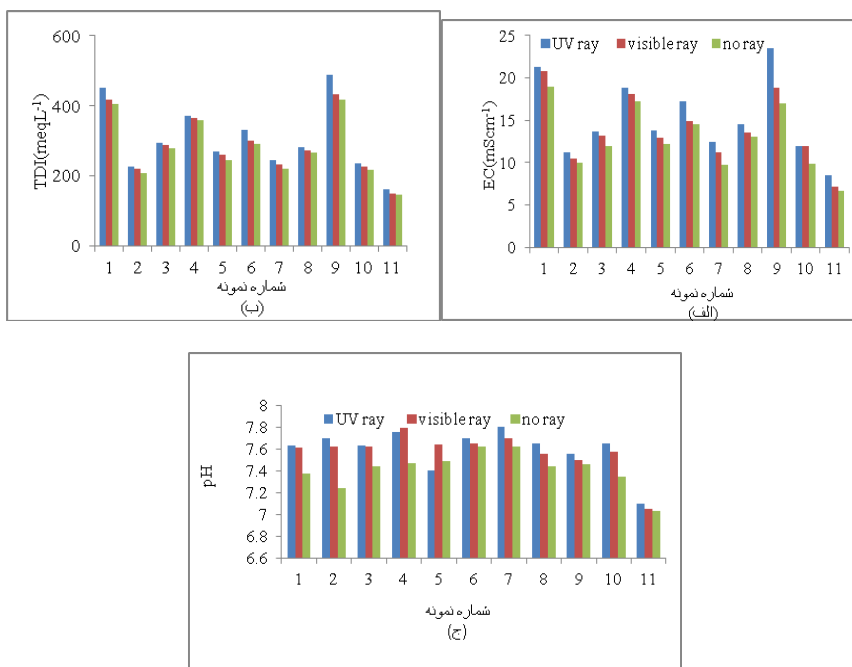 600
400
200
0
TDI(meqL⁻¹)
1 2 3 4 5 6 7 8 9 10 11
شماره نمونه
(ب)
UV ray visible ray no ray
25
20
15
10
5
0
EC(mScm⁻¹)
1 2 3 4 5 6 7 8 9 10 11
شماره نمونه
(الف)
8
UV ray visible ray no ray
7.8
7.6
7.4
7.2
7
6.8
6.6
pH
1 2 3 4 5 6 7 8 9 10 11
شماره نمونه
(ج)